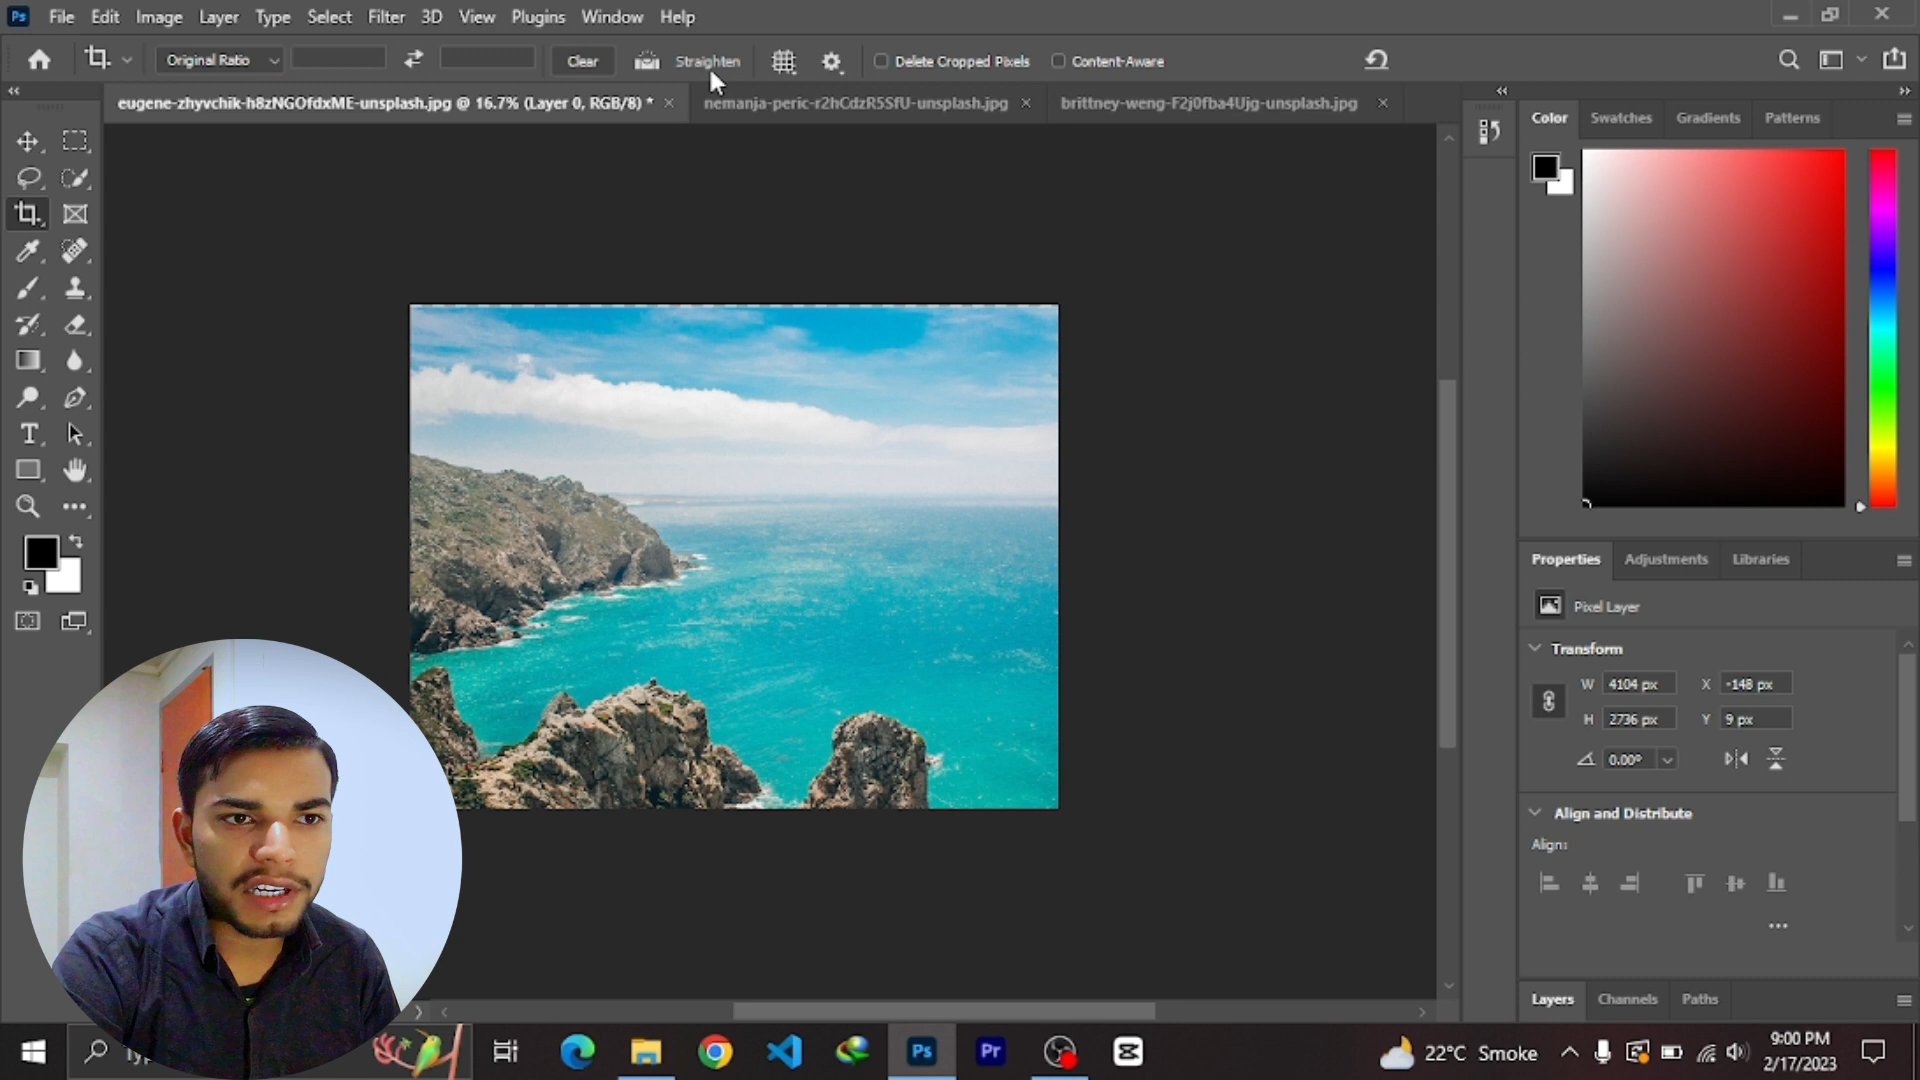 Ps File Edit Image Layer Type Select Filter 3D View Plugins Window Help
Original Ratio Clear Straighten Delete Cropped Pixels Content-Aware
eugene-zhyvchik-h8zNGOfdxME-unsplash.jpg @ 16.7% (Layer 0, RGB/8) * nemanja-peric-r2hCdzR5SfU-unsplash.jpg brittney-weng-F2j0fba4Ujg-unsplash.jpg
Color Swatches Gradients Patterns
Properties Adjustments Libraries
Pixel Layer
Transform
W 4104 px X -148 px
H 2736 px Y 9 px
0.00°
Align and Distribute
Align:
Layers Channels Paths
Ps Pr 22°C Smoke
9:00 PM
2/17/2023